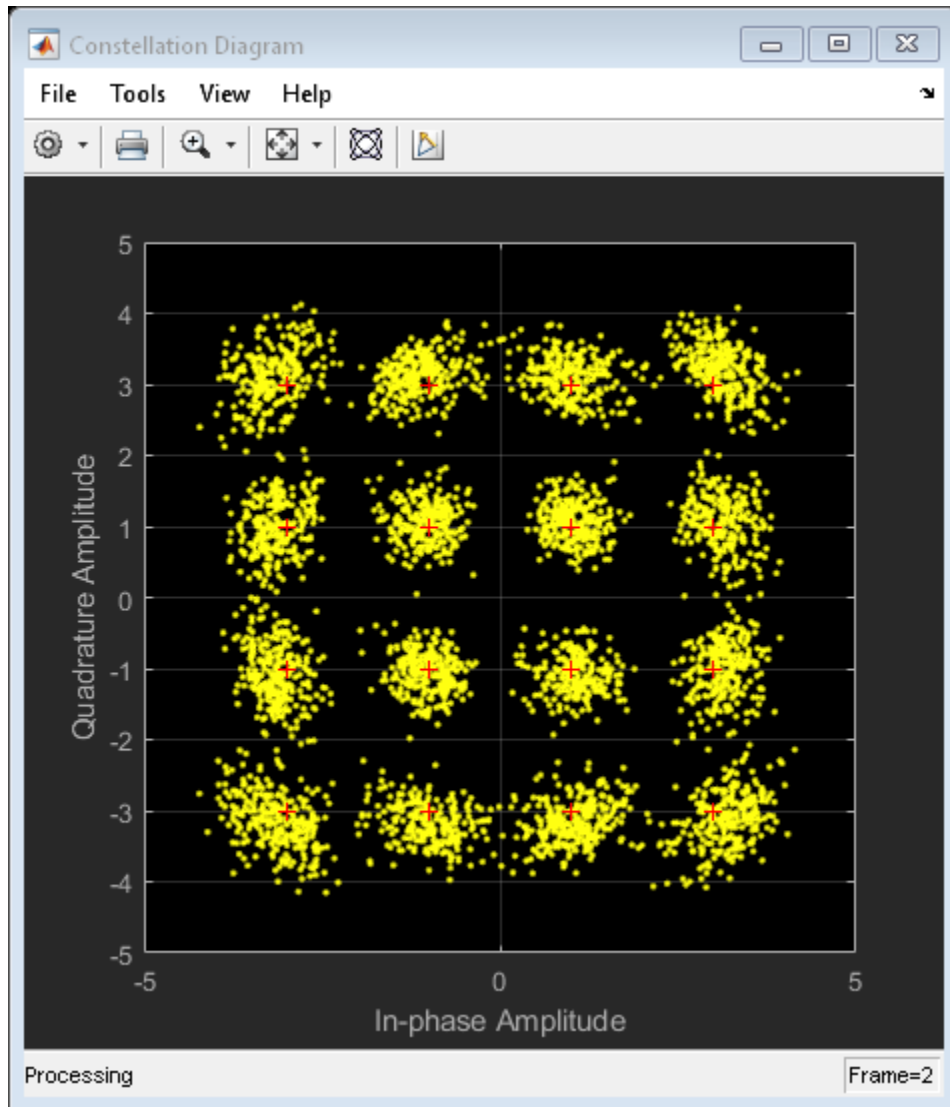 Constellation Diagram
File Tools View Help
5
4
3
2
1
0
-1
-2
-3
-4
-5
Quadrature Amplitude
-5 0 5
In-phase Amplitude
Processing Frame=2